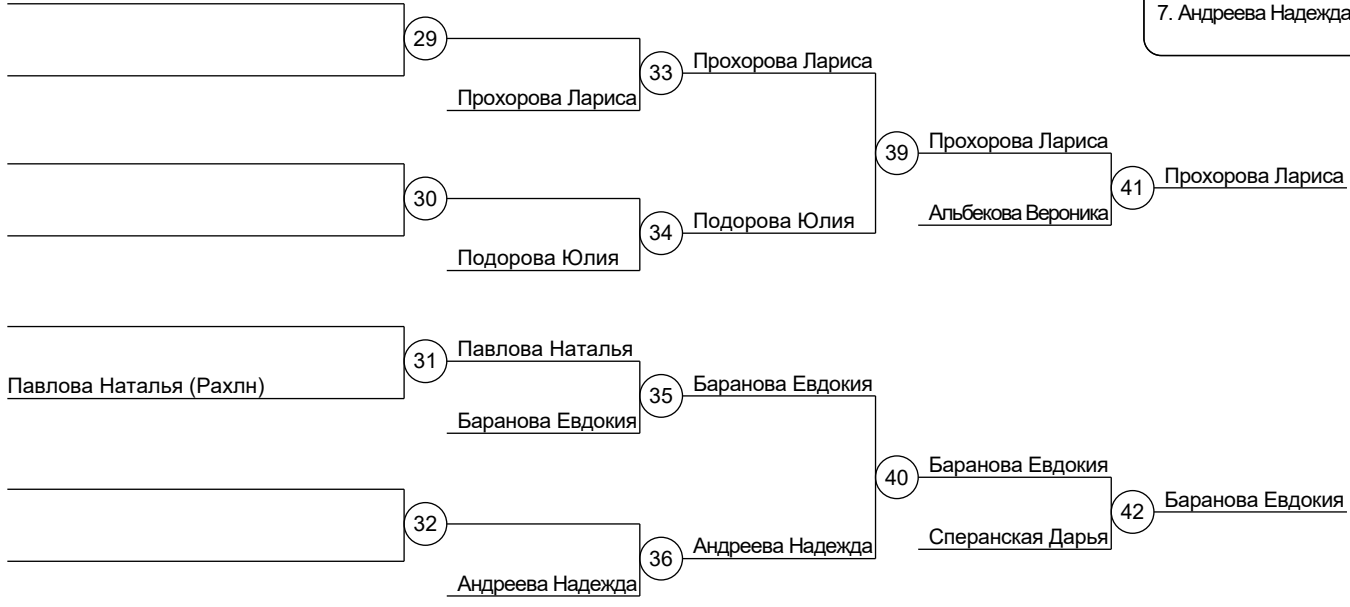 7. Андреева Надежда
29
33
Прохорова Лариса
Прохорова Лариса
39
Прохорова Лариса
41
Прохорова Лариса
30
34
Подорова Юлия
Альбекова Вероника
Подорова Юлия
31
Павлова Наталья
Павлова Наталья (Рахлн)
35
Баранова Евдокия
Баранова Евдокия
40
Баранова Евдокия
42
Баранова Евдокия
32
Сперанская Дарья
36
Андреева Надежда
Андреева Надежда